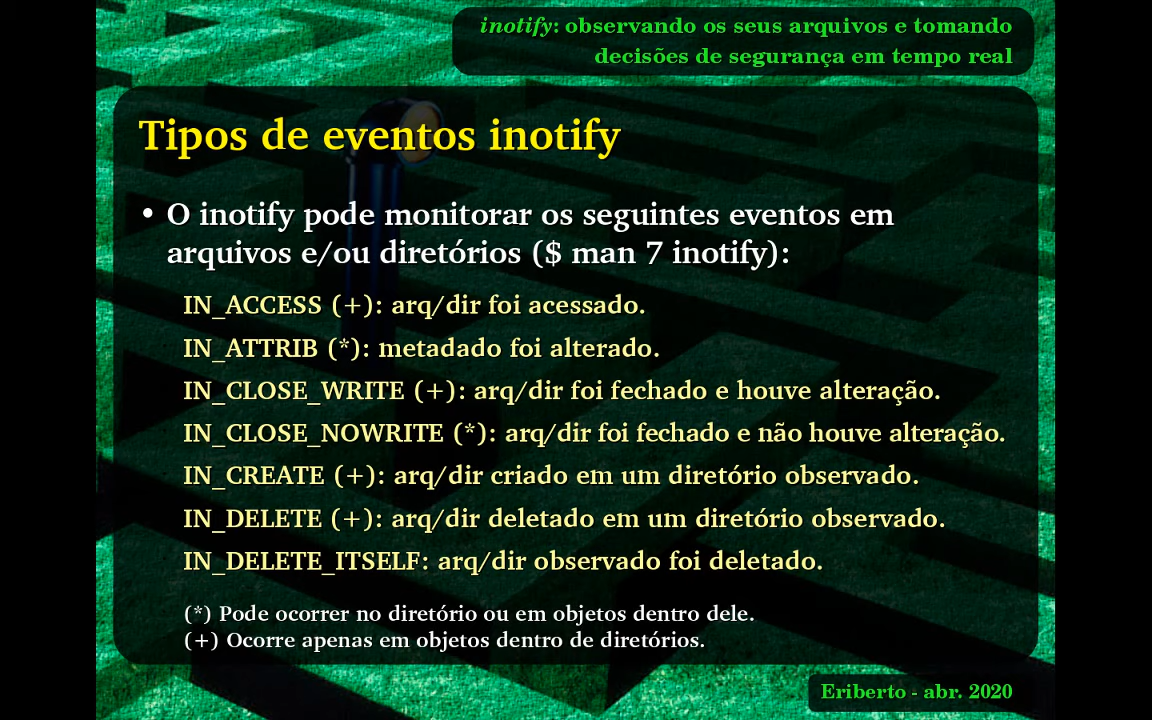 inotify: observando os seus arquivos e tomando
decisões de segurança em tempo real
Tipos de eventos inotify
• O inotify pode monitorar os seguintes eventos em
arquivos e/ou diretórios ($ man 7 inotify):
IN_ACCESS (+): arq/dir foi acessado.
IN_ATTRIB (*): metadado foi alterado.
IN_CLOSE_WRITE (+): arq/dir foi fechado e houve alteração.
IN_CLOSE_NOWRITE (*): arq/dir foi fechado e não houve alteração.
IN_CREATE (+): arq/dir criado em um diretório observado.
IN_DELETE (+): arq/dir deletado em um diretório observado.
IN_DELETE_ITSELF: arq/dir observado foi deletado.
(*) Pode ocorrer no diretório ou em objetos dentro dele.
(+) Ocorre apenas em objetos dentro de diretórios.
Eriberto - abr. 2020